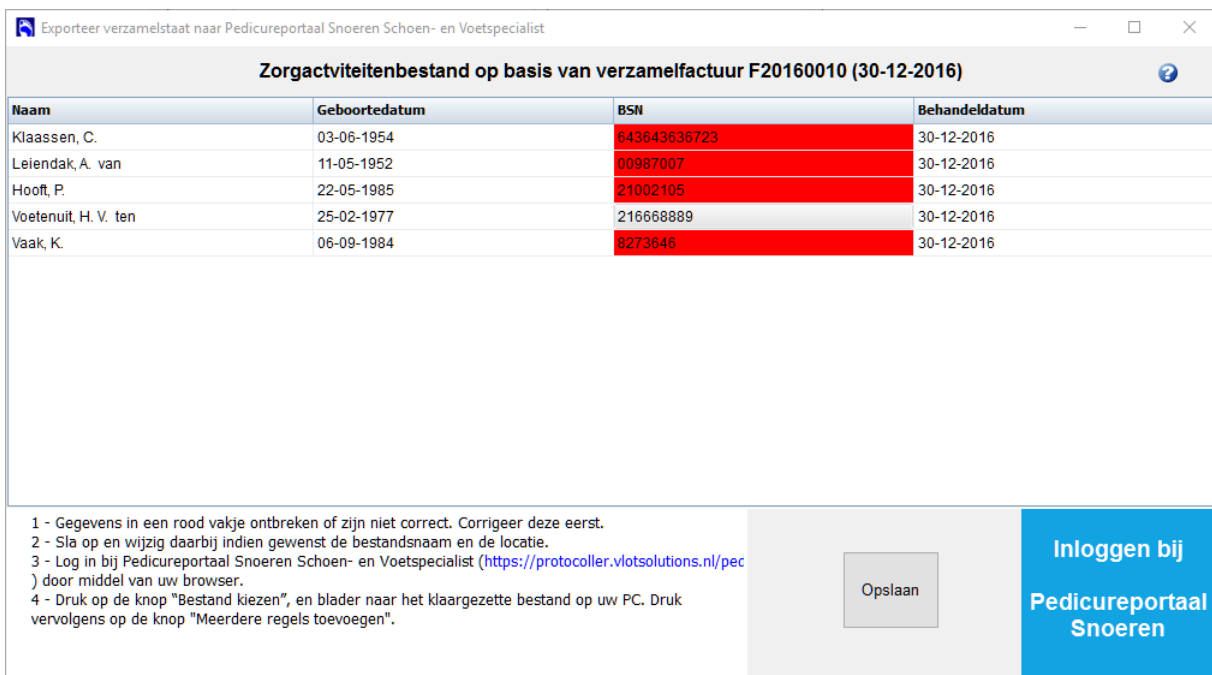 Exporteer verzamelstaat naar Pedicureportaal Snoeren Schoen- en Voetspecialist
Zorgactviteitenbestand op basis van verzamelfactuur F20160010 (30-12-2016)
?
Naam Geboortedatum BSN Behandeldatum
Klaassen, C. 03-06-1954 643643636723 30-12-2016
Leiendak, A. van 11-05-1952 00987007 30-12-2016
Hooft, P. 22-05-1985 21002105 30-12-2016
Voetenuit, H. V. ten 25-02-1977 216668889 30-12-2016
Vaak, K. 06-09-1984 8273646 30-12-2016
1 - Gegevens in een rood vakje ontbreken of zijn niet correct. Corrigeer deze eerst.
2 - Sla op en wijzig daarbij indien gewenst de bestandsnaam en de locatie.
3 - Log in bij Pedicureportaal Snoeren Schoen- en Voetspecialist (https://protocoller.vlotsolutions.nl/pec
) door middel van uw browser.
4 - Druk op de knop “Bestand kiezen”, en blader naar het klaargezette bestand op uw PC. Druk
vervolgens op de knop "Meerdere regels toevoegen".
Opslaan
Inloggen bij
Pedicureportaal
Snoeren